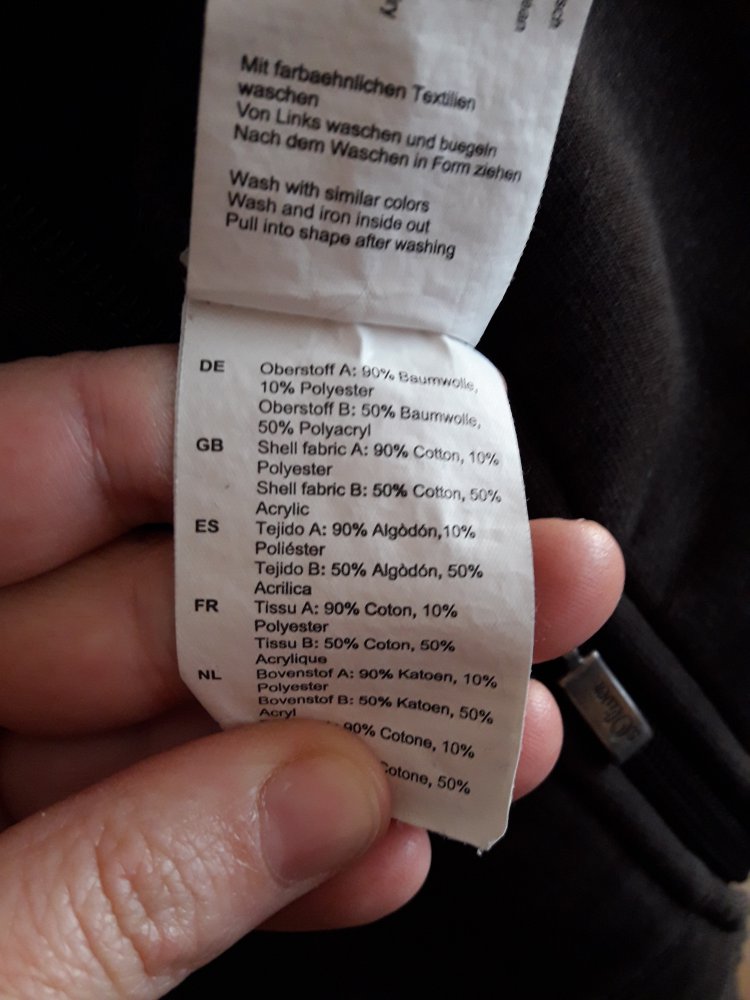 Mit farbaehnlichen Textilien
waschen
Von Links waschen und buegeln
Nach dem Waschen in Form ziehen
Wash with similar colors
Wash and iron inside out
Pull into shape after washing
DE Oberstoff A: 90% Baumwolle,
10% Polyester
Oberstoff B: 50% Baumwolle,
50% Polyacryl
GB Shell fabric A: 90% Cotton, 10%
Polyester
Shell fabric B: 50% Cotton, 50%
Acrylic
ES Tejido A: 90% Algòdón,10%
Poliéster
Tejido B: 50% Algòdón, 50%
Acrilica
FR Tissu A: 90% Coton, 10%
Polyester
Tissu B: 50% Coton, 50%
Acrylique
NL Bovenstof A: 90% Katoen, 10%
Polyester
Bovenstof B: 50% Katoen, 50%
Acryl
90% Cotone, 10%
Cotone, 50%